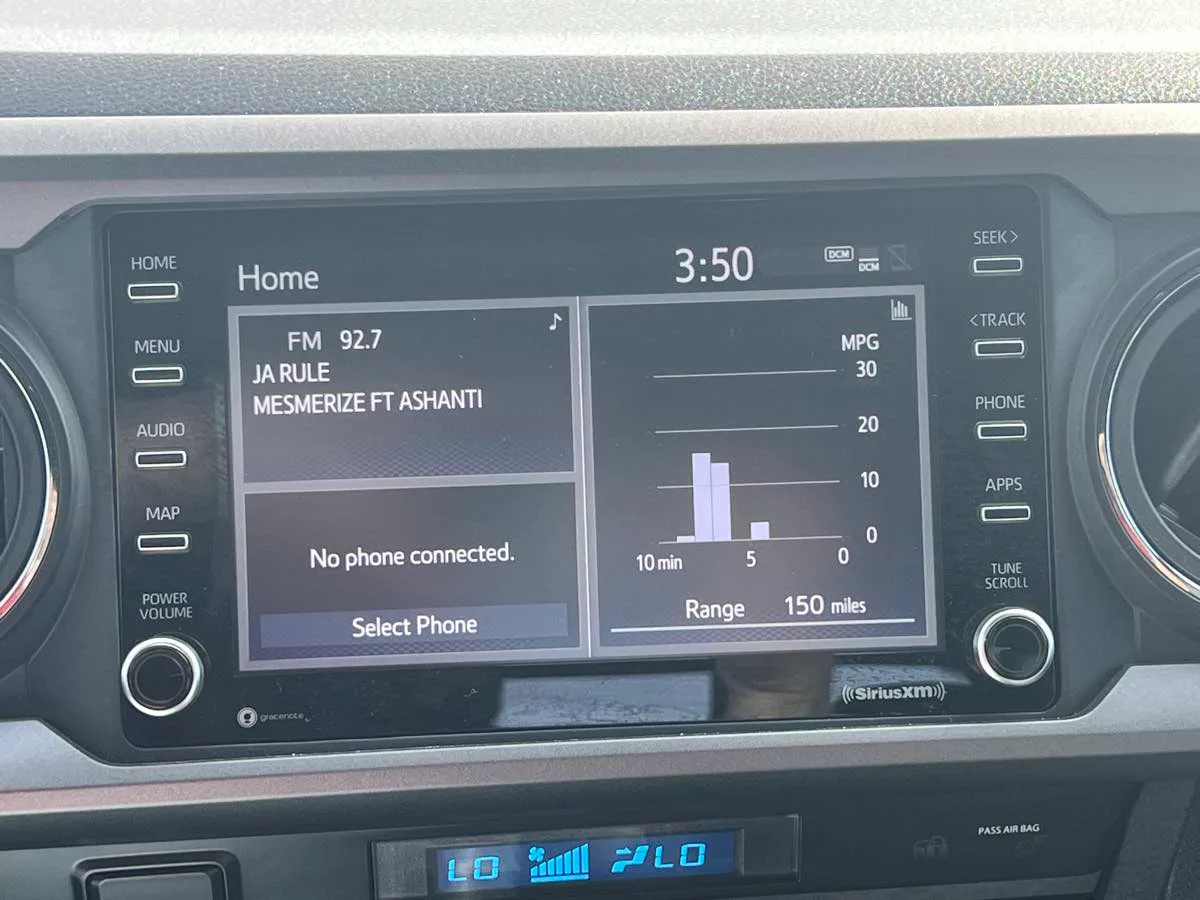 HOME
MENU
AUDIO
MAP
POWER
VOLUME
Home
3:50
DCM
DCM
FM 92.7
JA RULE
MESMERIZE FT ASHANTI
No phone connected.
Select Phone
MPG
30
20
10
0
10 min 5 0
Range 150 miles
SEEK >
< TRACK
PHONE
APPS
TUNE
SCROLL
gracenote
((SiriusXM))
PASS AIR BAG
LO LO